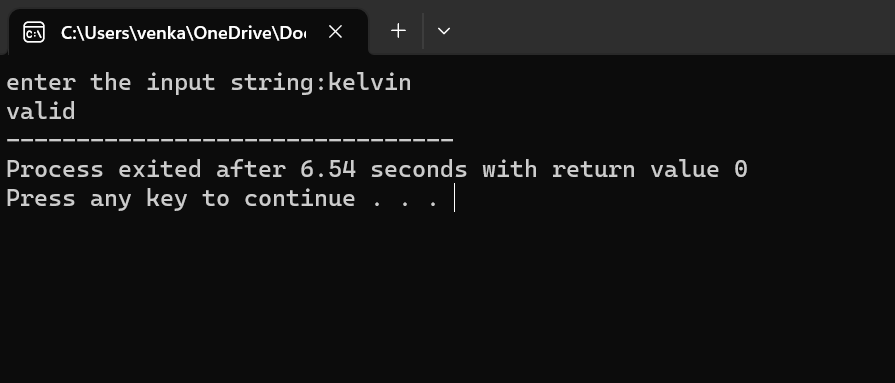 C:\Users\venka\OneDrive\Do
enter the input string:kelvin
valid
--------------------------------
Process exited after 6.54 seconds with return value 0
Press any key to continue . . .